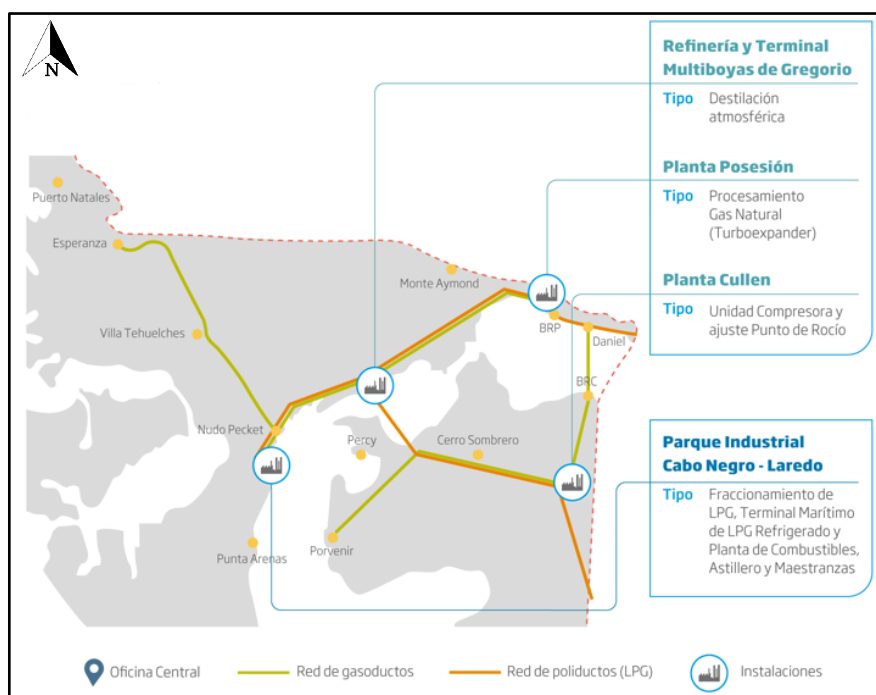 N
Refinería y Terminal
Multiboyas de Gregorio
Tipo Destilación
atmosférica
Planta Posesión
Tipo Procesamiento
Gas Natural
(Turboexpander)
Planta Cullen
Tipo Unidad Compresora y
ajuste Punto de Rocío
Parque Industrial
Cabo Negro - Laredo
Tipo Fraccionamiento de
LPG, Terminal Marítimo
de LPG Refrigerado y
Planta de Combustibles,
Astillero y Maestranzas
Puerto Natales
Esperanza
Monte Aymond
Villa Tehuelches
BRP
Daniel
BRC
Nudo Pecket
Percy
Cerro Sombrero
Punta Arenas
Porvenir
Oficina Central
Red de gasoductos
Red de poliductos (LPG)
Instalaciones